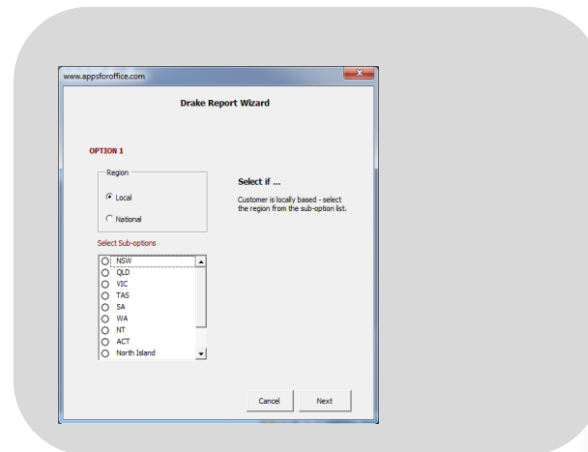 www.appsforoffice.com
Drake Report Wizard
OPTION 1
Region
Local
National
Select if ...
Customer is locally based - select
the region from the sub-option list.
Select Sub-options
NSW
QLD
VIC
TAS
SA
WA
NT
ACT
North Island
Cancel
Next